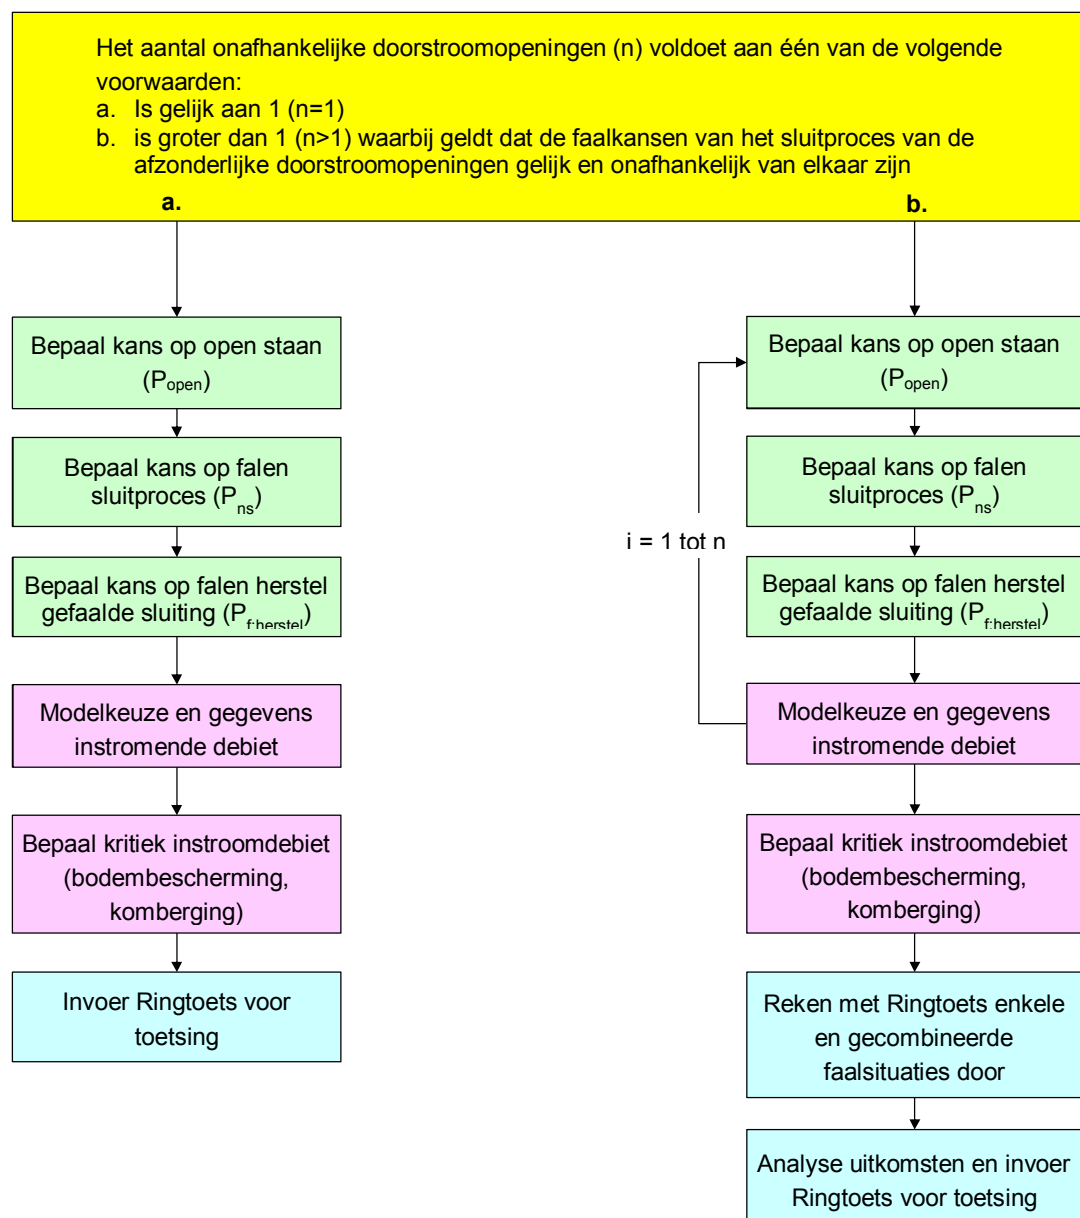 Het aantal onafhankelijke doorstroomopeningen (n) voldoet aan één van de volgende
voorwaarden:
a. Is gelijk aan 1 (n=1)
b. is groter dan 1 (n>1) waarbij geldt dat de faalkansen van het sluitproces van de
afzonderlijke doorstroomopeningen gelijk en onafhankelijk van elkaar zijn
a.
b.
Bepaal kans op open staan
(Popen)
Bepaal kans op falen
sluitproces (Pns)
Bepaal kans op falen herstel
gefaalde sluiting (Pf:herstel)
Modelkeuze en gegevens
instromende debiet
Bepaal kritiek instroomdebiet
(bodembescherming,
komberging)
Invoer Ringtoets voor
toetsing
Bepaal kans op open staan
(Popen)
Bepaal kans op falen
sluitproces (Pns)
i = 1 tot n
Bepaal kans op falen herstel
gefaalde sluiting (Pf:herstel)
Modelkeuze en gegevens
instromende debiet
Bepaal kritiek instroomdebiet
(bodembescherming,
komberging)
Reken met Ringtoets enkele
en gecombineerde
faalsituaties door
Analyse uitkomsten en invoer
Ringtoets voor toetsing